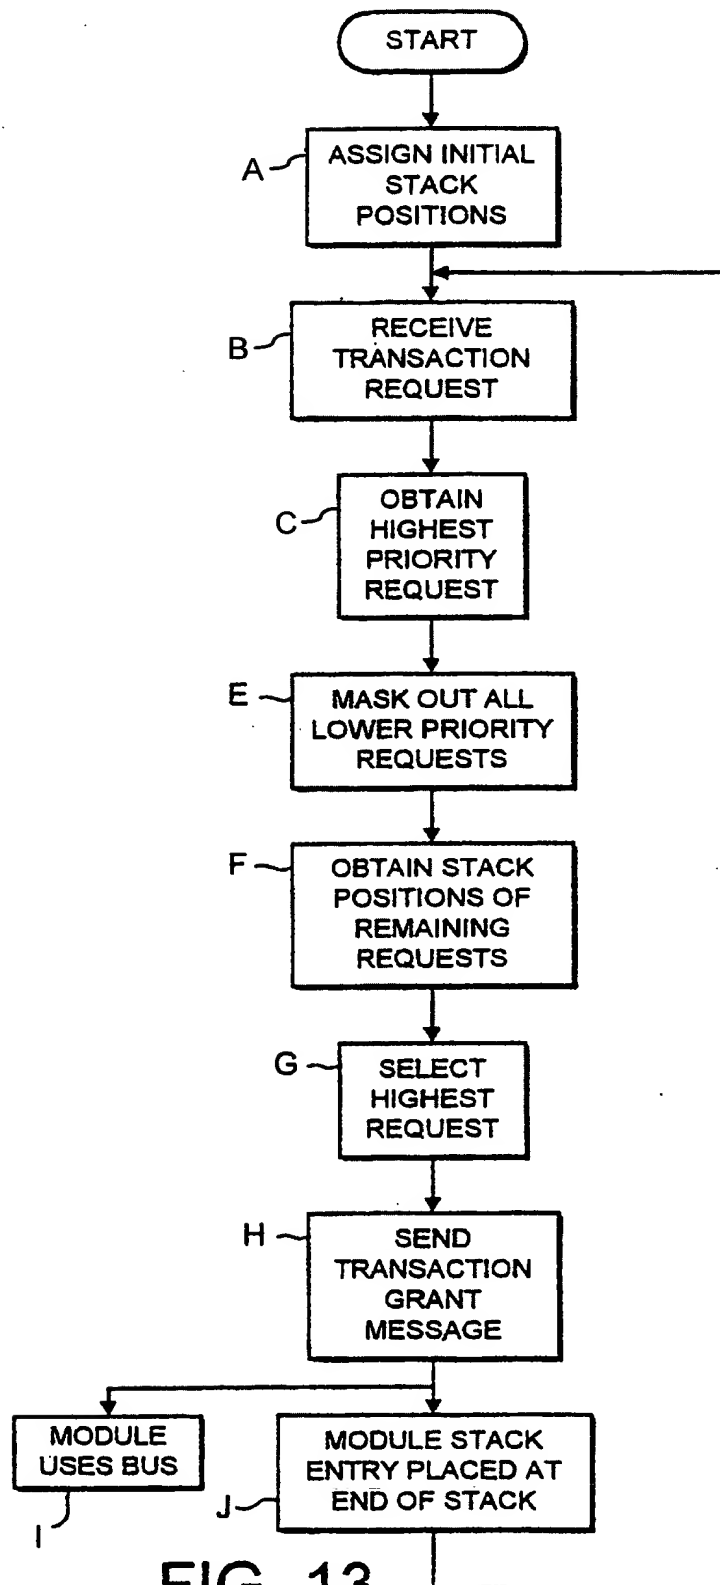 START
A
ASSIGN INITIAL
STACK
POSITIONS
B
RECEIVE
TRANSACTION
REQUEST
C
OBTAIN
HIGHEST
PRIORITY
REQUEST
E
MASK OUT ALL
LOWER PRIORITY
REQUESTS
F
OBTAIN STACK
POSITIONS OF
REMAINING
REQUESTS
G
SELECT
HIGHEST
REQUEST
H
SEND
TRANSACTION
GRANT
MESSAGE
MODULE
USES BUS
I
MODULE STACK
ENTRY PLACED AT
END OF STACK
J
FIG. 13